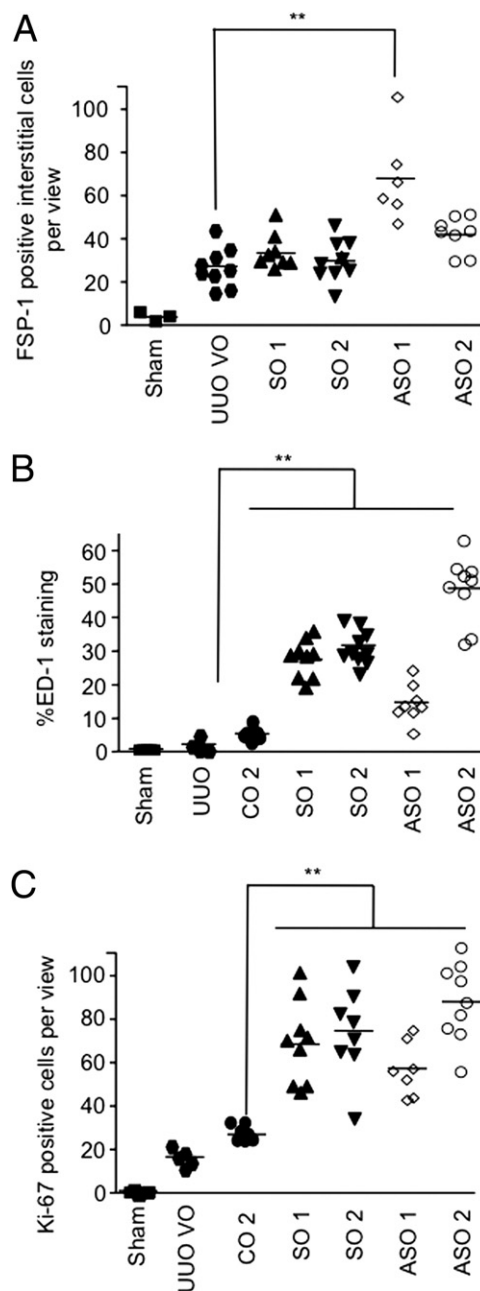 A
**
FSP-1 positive interstitial cells
per view
100
80
60
40
20
0
Sham
UUO VO
SO 1
SO 2
ASO 1
ASO 2
B
**
%ED-1 staining
60
50
40
30
20
10
0
Sham
UUO
CO 2
SO 1
SO 2
ASO 1
ASO 2
C
**
Ki-67 positive cells per view
100
80
60
40
20
0
Sham
UUO VO
CO 2
SO 1
SO 2
ASO 1
ASO 2